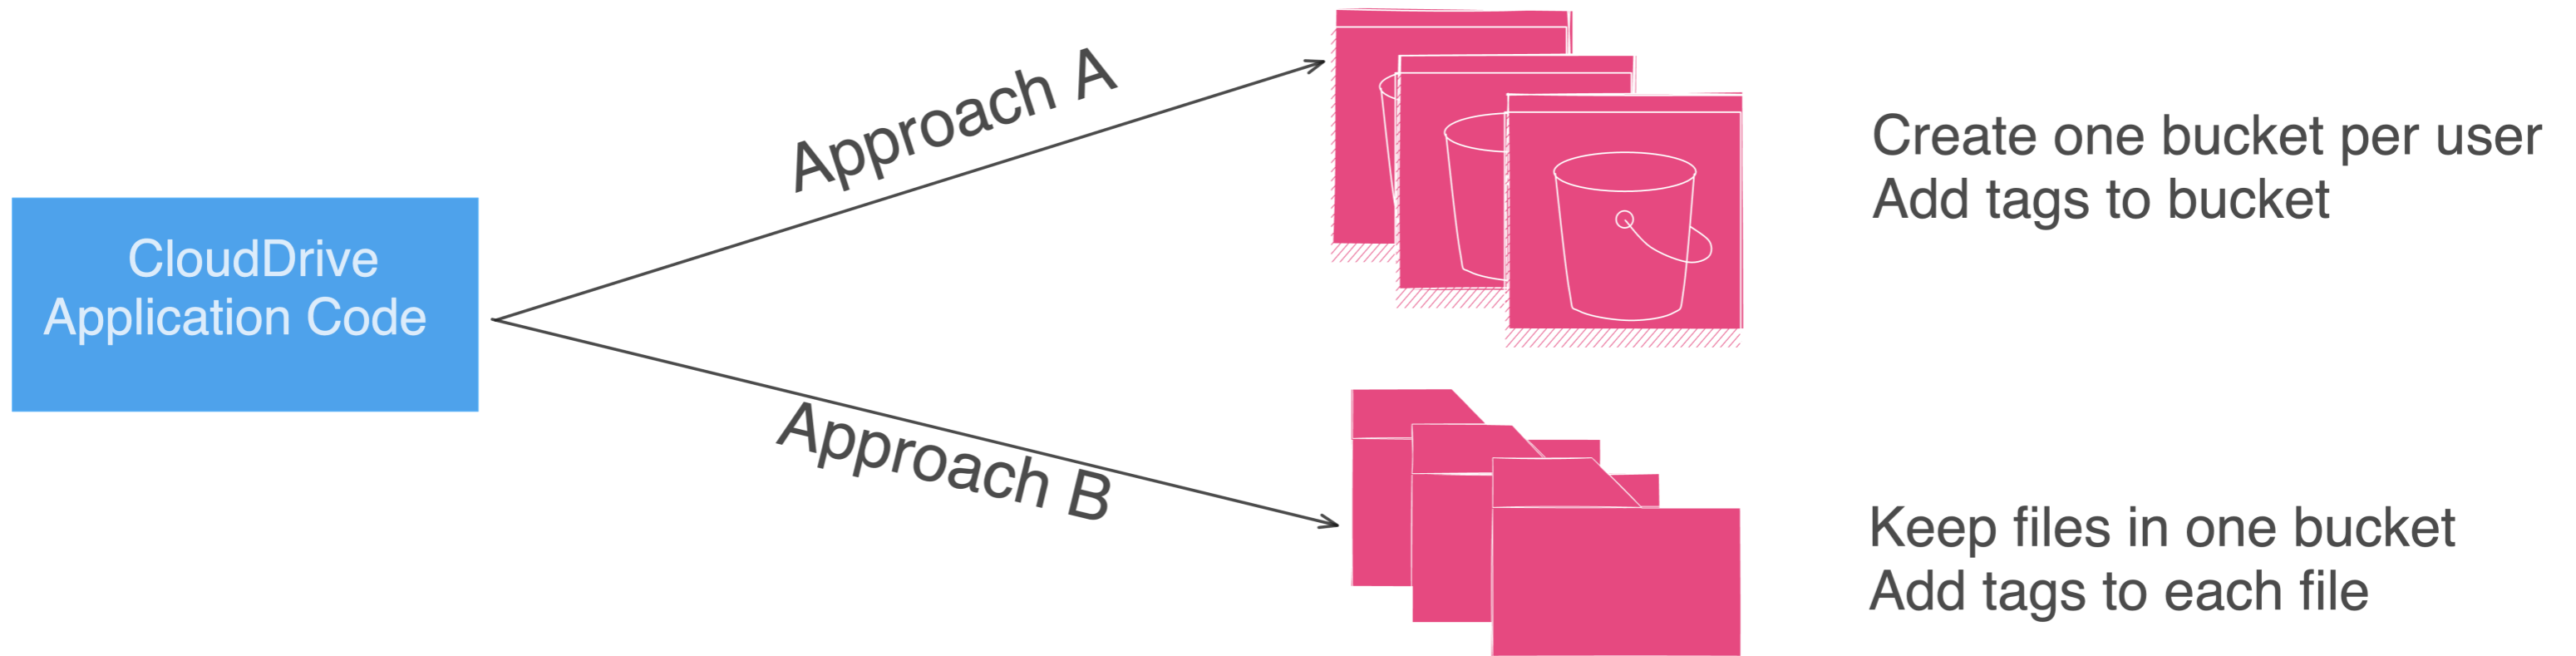 CloudDrive
Application Code
Approach A
Create one bucket per user
Add tags to bucket
Approach B
Keep files in one bucket
Add tags to each file